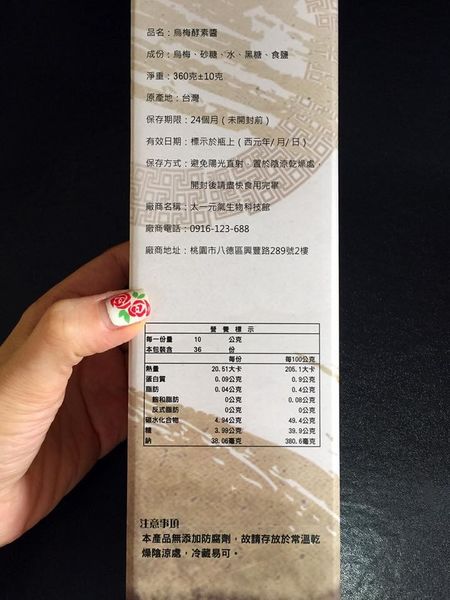 品名：烏梅酵素醬
成份：烏梅、砂糖、水、黑糖、食鹽
淨重：360克±10克
原產地：台灣
保存期限：24個月（未開封前）
有效日期：標示於瓶上（西元年/月/日）
保存方式：避免陽光直射，置於陰涼乾燥處，
開封後請盡快食用完畢
廠商名稱：太一元氣生物科技館
廠商電話：0916-123-688
廠商地址：桃園市八德區興豐路289號2樓
營養標示
每一份量 10 公克
本包裝含 36 份
每份 每100公克
熱量 20.51大卡 205.1大卡
蛋白質 0.09公克 0.9公克
脂肪 0.04公克 0.4公克
飽和脂肪 0公克 0.08公克
反式脂肪 0公克 0公克
碳水化合物 4.94公克 49.4公克
糖 3.99公克 39.9公克
鈉 38.06毫克 380.6毫克
注意事項
本產品無添加防腐劑，故請存放於常溫乾
燥陰涼處，冷藏易可。